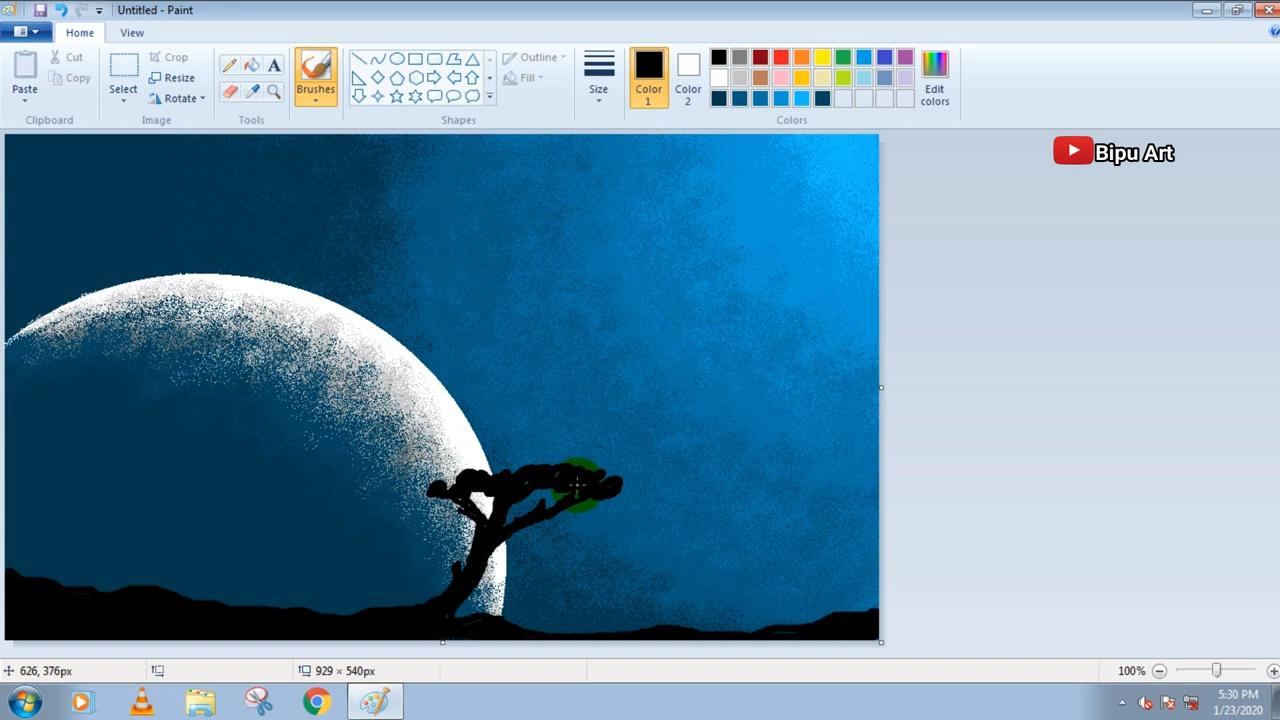 Untitled - Paint
Home View
Paste
Cut
Copy
Clipboard
Select
Crop
Resize
Rotate
Image
A
Tools
Brushes
Outline
Fill
Shapes
Size
Color 1
Color 2
Edit colors
Colors
Bipu Art
626, 376px
929 × 540px
100%
5:30 PM
1/23/2020